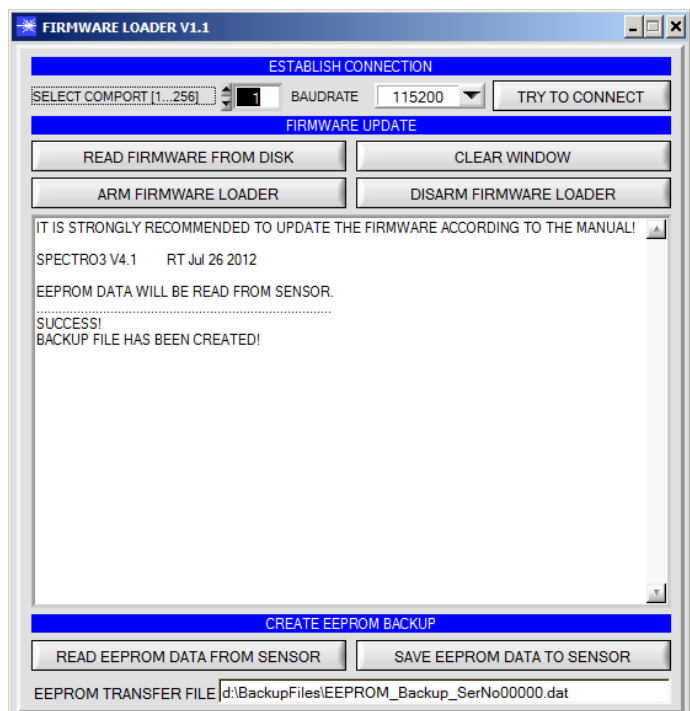 FIRMWARE LOADER V1.1
ESTABLISH CONNECTION
SELECT COMPORT [1...256] 1 BAUDRATE 115200 TRY TO CONNECT
FIRMWARE UPDATE
READ FIRMWARE FROM DISK CLEAR WINDOW
ARM FIRMWARE LOADER DISARM FIRMWARE LOADER
IT IS STRONGLY RECOMMENDED TO UPDATE THE FIRMWARE ACCORDING TO THE MANUAL!
SPECTRO3 V4.1 RT Jul 26 2012
EEPROM DATA WILL BE READ FROM SENSOR.
................................................................................
SUCCESS!
BACKUP FILE HAS BEEN CREATED!
CREATE EEPROM BACKUP
READ EEPROM DATA FROM SENSOR SAVE EEPROM DATA TO SENSOR
EEPROM TRANSFER FILE d:\BackupFiles\EEPROM_Backup_SerNo00000.dat